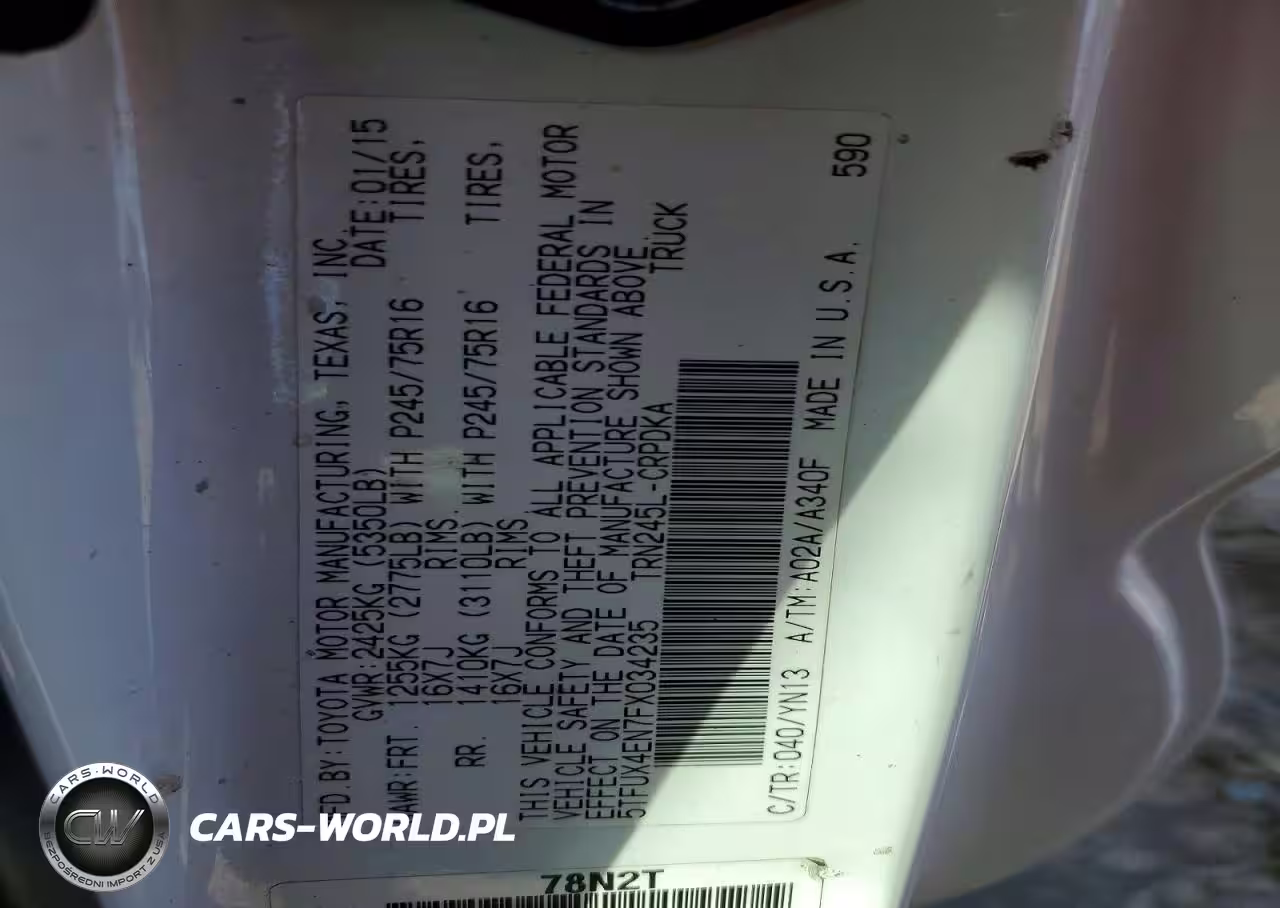 MFD.BY:TOYOTA MOTOR MANUFACTURING, TEXAS, INC.
GVWR:2425KG (5350LB) DATE:01/15
GAWR:FRT. 1255KG (2775LB) WITH P245/75R16 TIRES,
16X7J RIMS,
RR. 1410KG (3110LB) WITH P245/75R16 TIRES,
16X7J RIMS
THIS VEHICLE CONFORMS TO ALL APPLICABLE FEDERAL MOTOR
VEHICLE SAFETY AND THEFT PREVENTION STANDARDS IN
EFFECT ON THE DATE OF MANUFACTURE SHOWN ABOVE.
5TFUX4EN7FX034235 TRN245L-CRPDKA TRUCK
C/TR:040/YN13 A/TM:A02A/A340F MADE IN U.S.A. 590
78N2T
CARS-WORLD
CW
BEZPOŚREDNI IMPORT Z USA
CARS-WORLD.PL